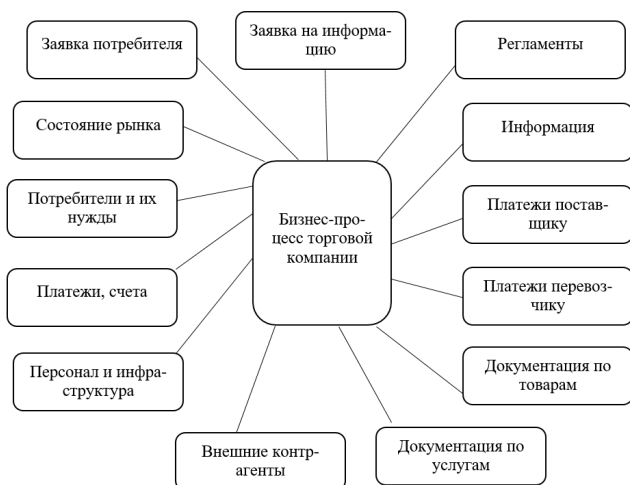 Заявка потребителя
Заявка на информа-
цию
Регламенты
Состояние рынка
Информация
Потребители и их
нужды
Бизнес-про-
цесс торговой
компании
Платежи постав-
щику
Платежи, счета
Платежи перевоз-
чику
Персонал и инфра-
структура
Документация по
товарам
Внешние контр-
агенты
Документация по
услугам